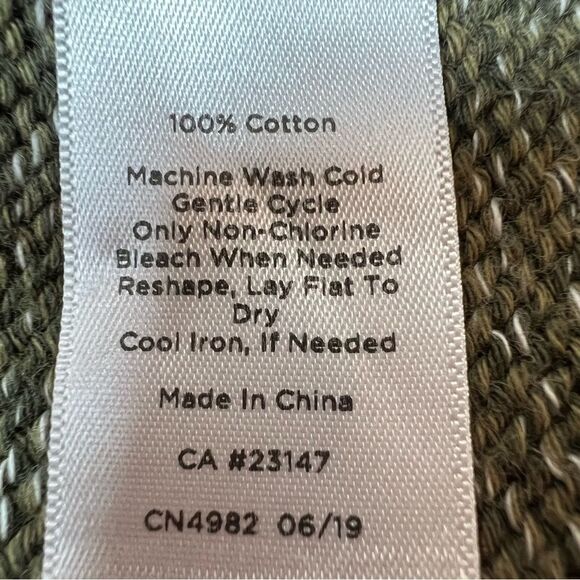 100% Cotton
Machine Wash Cold
Gentle Cycle
Only Non-Chlorine
Bleach When Needed
Reshape, Lay Flat To
Dry
Cool Iron, If Needed
Made In China
CA #23147
CN4982 06/19